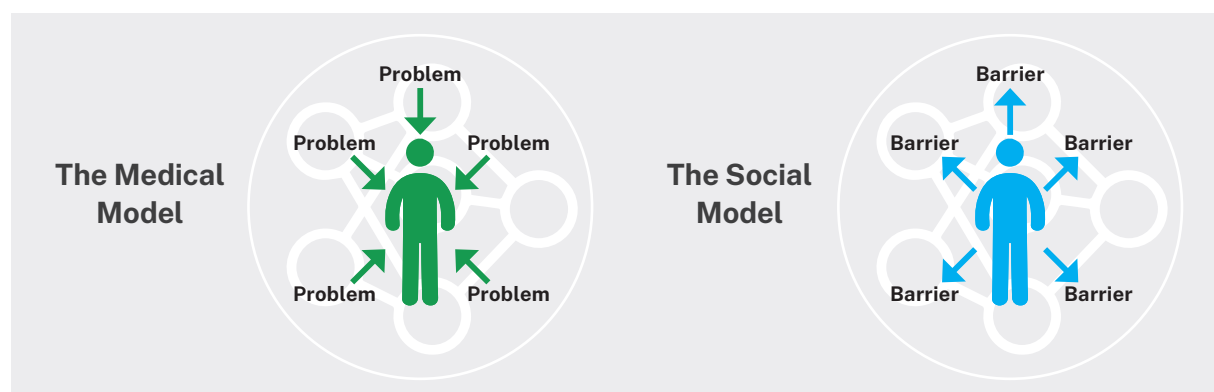 The Medical
Model
Problem
Problem
Problem
Problem
Problem
The Social
Model
Barrier
Barrier
Barrier
Barrier
Barrier